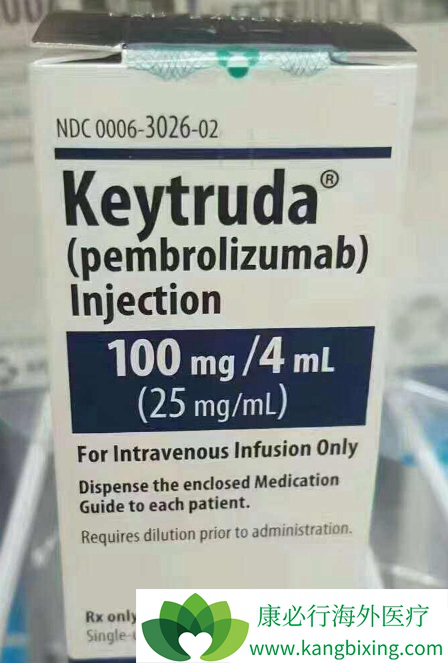 NDC 0006-3026-02
Keytruda®
(pembrolizumab)
Injection
100 mg/4 mL
(25 mg/mL)
For Intravenous Infusion Only
Dispense the enclosed Medication
Guide to each patient.
Requires dilution prior to administration.
Rx only
康必行海外医疗
www.kangbixing.com